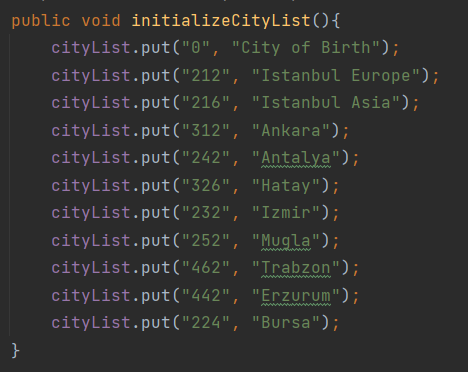 public void initializeCityList(){
cityList.put("0", "City of Birth");
cityList.put("212", "Istanbul Europe");
cityList.put("216", "Istanbul Asia");
cityList.put("312", "Ankara");
cityList.put("242", "Antalya");
cityList.put("326", "Hatay");
cityList.put("232", "Izmir");
cityList.put("252", "Mugla");
cityList.put("462", "Trabzon");
cityList.put("442", "Erzurum");
cityList.put("224", "Bursa");
}